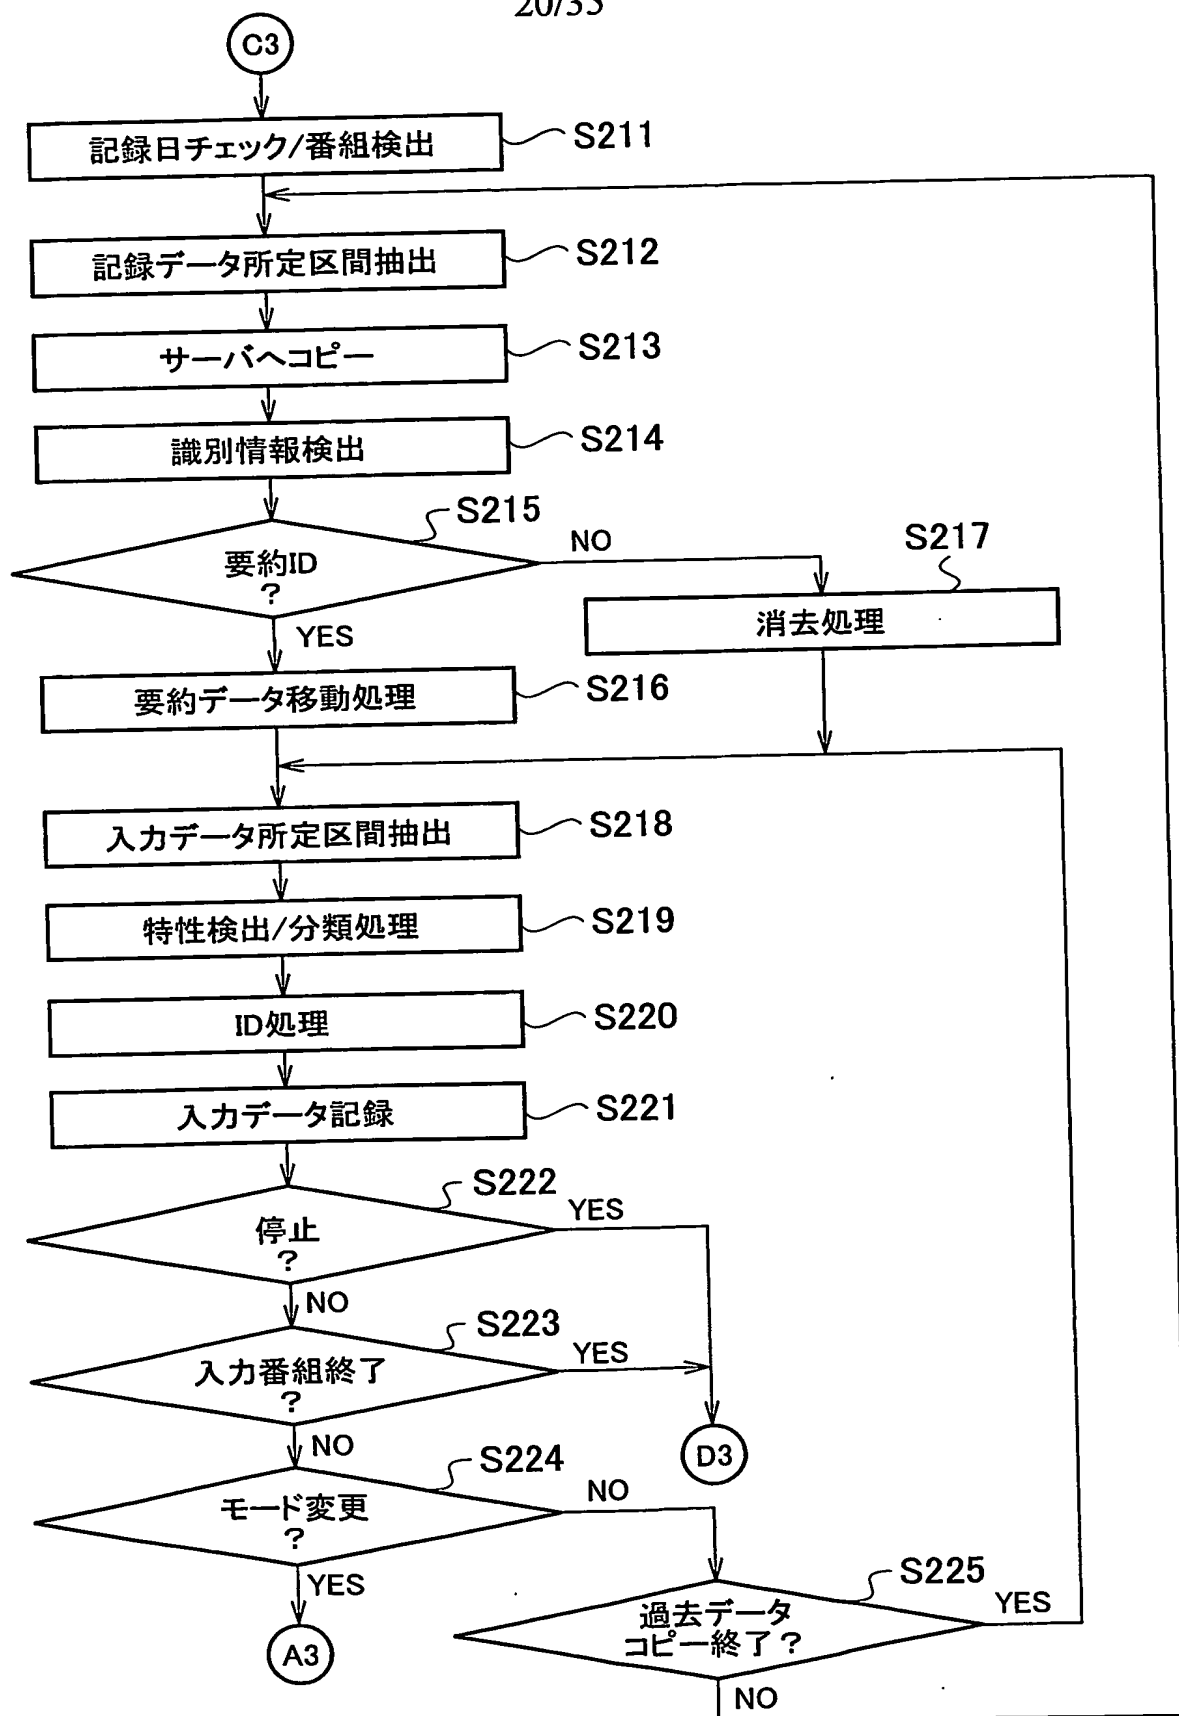 20/35
C3
記録日チェック/番組検出
S211
記録データ所定区間抽出
S212
サーバへコピー
S213
識別情報検出
S214
S215
要約ID
?
NO
YES
S217
消去処理
要約データ移動処理
S216
入力データ所定区間抽出
S218
特性検出/分類処理
S219
ID処理
S220
入力データ記録
S221
S222
停止
?
YES
NO
S223
入力番組終了
?
YES
NO
D3
S224
モード変更
?
NO
YES
A3
S225
過去データ
コピー終了?
YES
NO